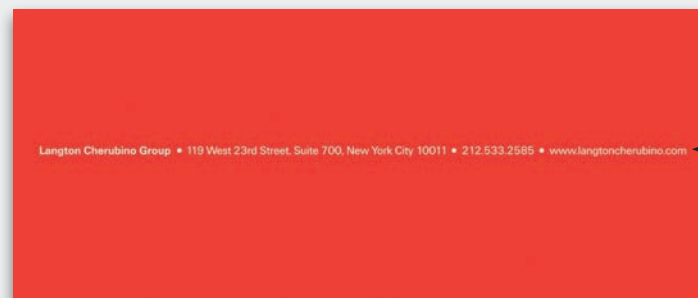 Langton Cherubino Group • 119 West 23rd Street, Suite 700, New York City 10011 • 212.533.2585 • www.langtoncherubino.com